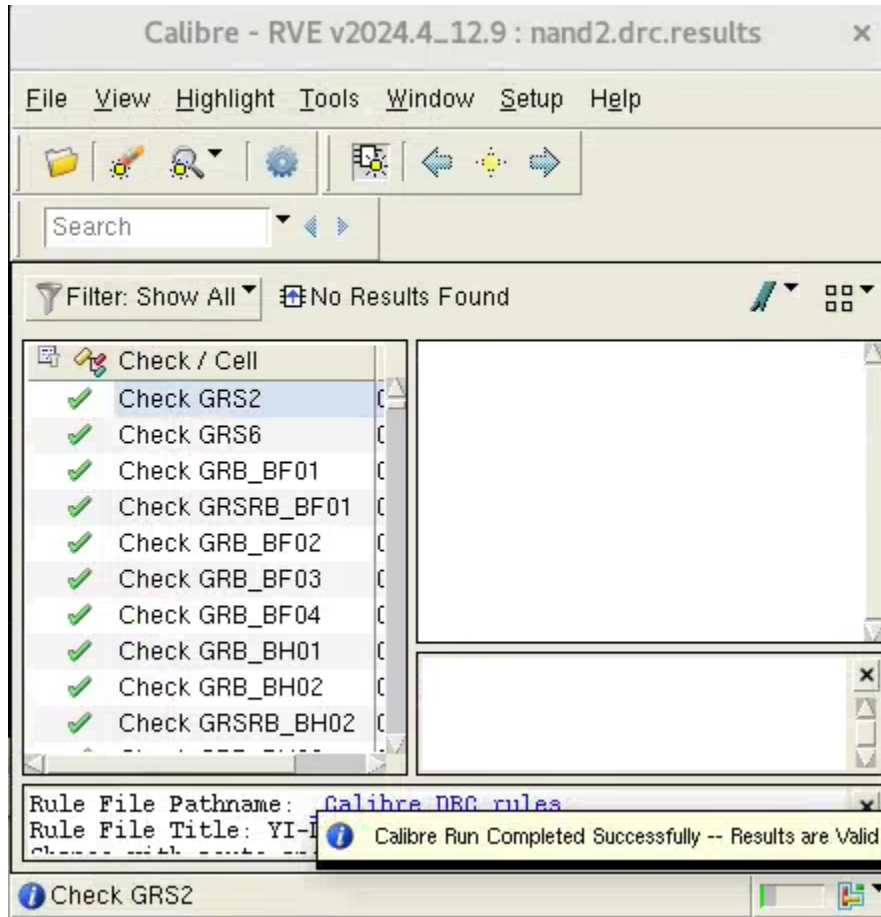 Calibre - RVE v2024.4_12.9 : nand2.drc.results
File View Highlight Tools Window Setup Help
Search
Filter: Show All No Results Found
Check / Cell
Check GRS2
Check GRS6
Check GRB_BF01
Check GRSRB_BF01
Check GRB_BF02
Check GRB_BF03
Check GRB_BF04
Check GRB_BH01
Check GRB_BH02
Check GRSRB_BH02
Rule File Pathname: _Calibre_DRC_rules_
Rule File Title: YI-
Calibre Run Completed Successfully -- Results are Valid
Check GRS2